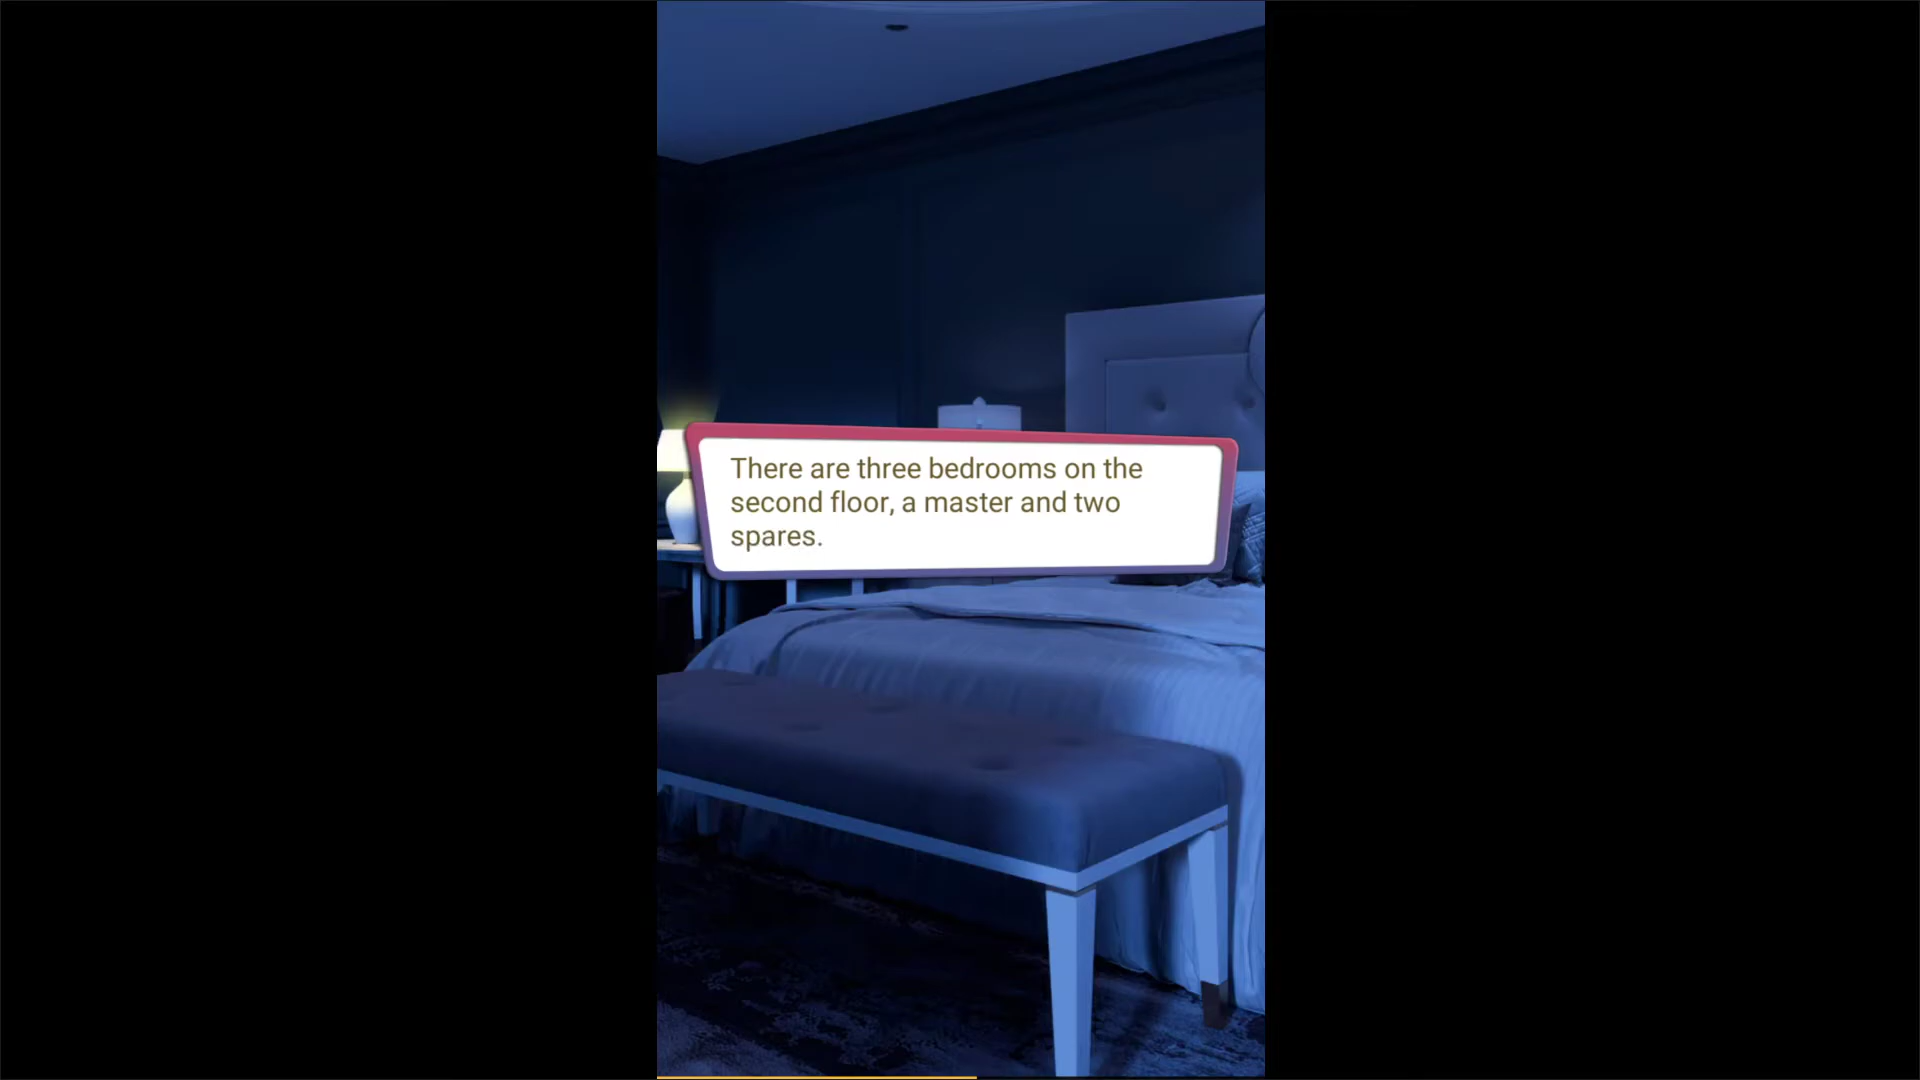 There are three bedrooms on the
second floor, a master and two
spares.